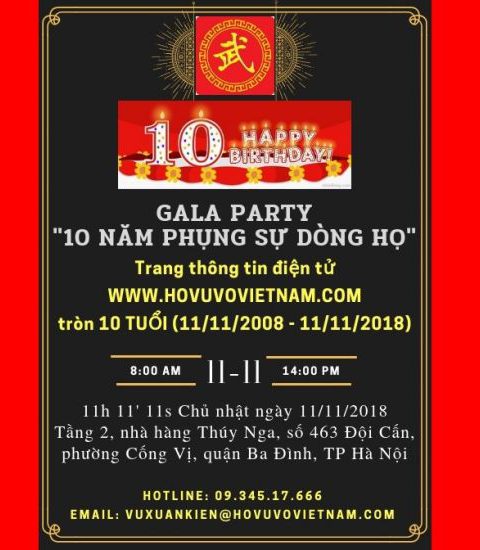 武
10 HAPPY
BIRTHDAY!
GALA PARTY
"10 NĂM PHỤNG SỰ DÒNG HỌ"
Trang thông tin điện tử
WWW.HOVUVOVIETNAM.COM
tròn 10 TUỔI (11/11/2008 - 11/11/2018)
8:00 AM 11-11 14:00 PM
11h 11' 11s Chủ nhật ngày 11/11/2018
Tầng 2, nhà hàng Thúy Nga, số 463 Đội Cấn,
phường Cống Vị, quận Ba Đình, TP Hà Nội
HOTLINE: 09.345.17.666
EMAIL: VUXUANKIEN@HOVUVOVIETNAM.COM